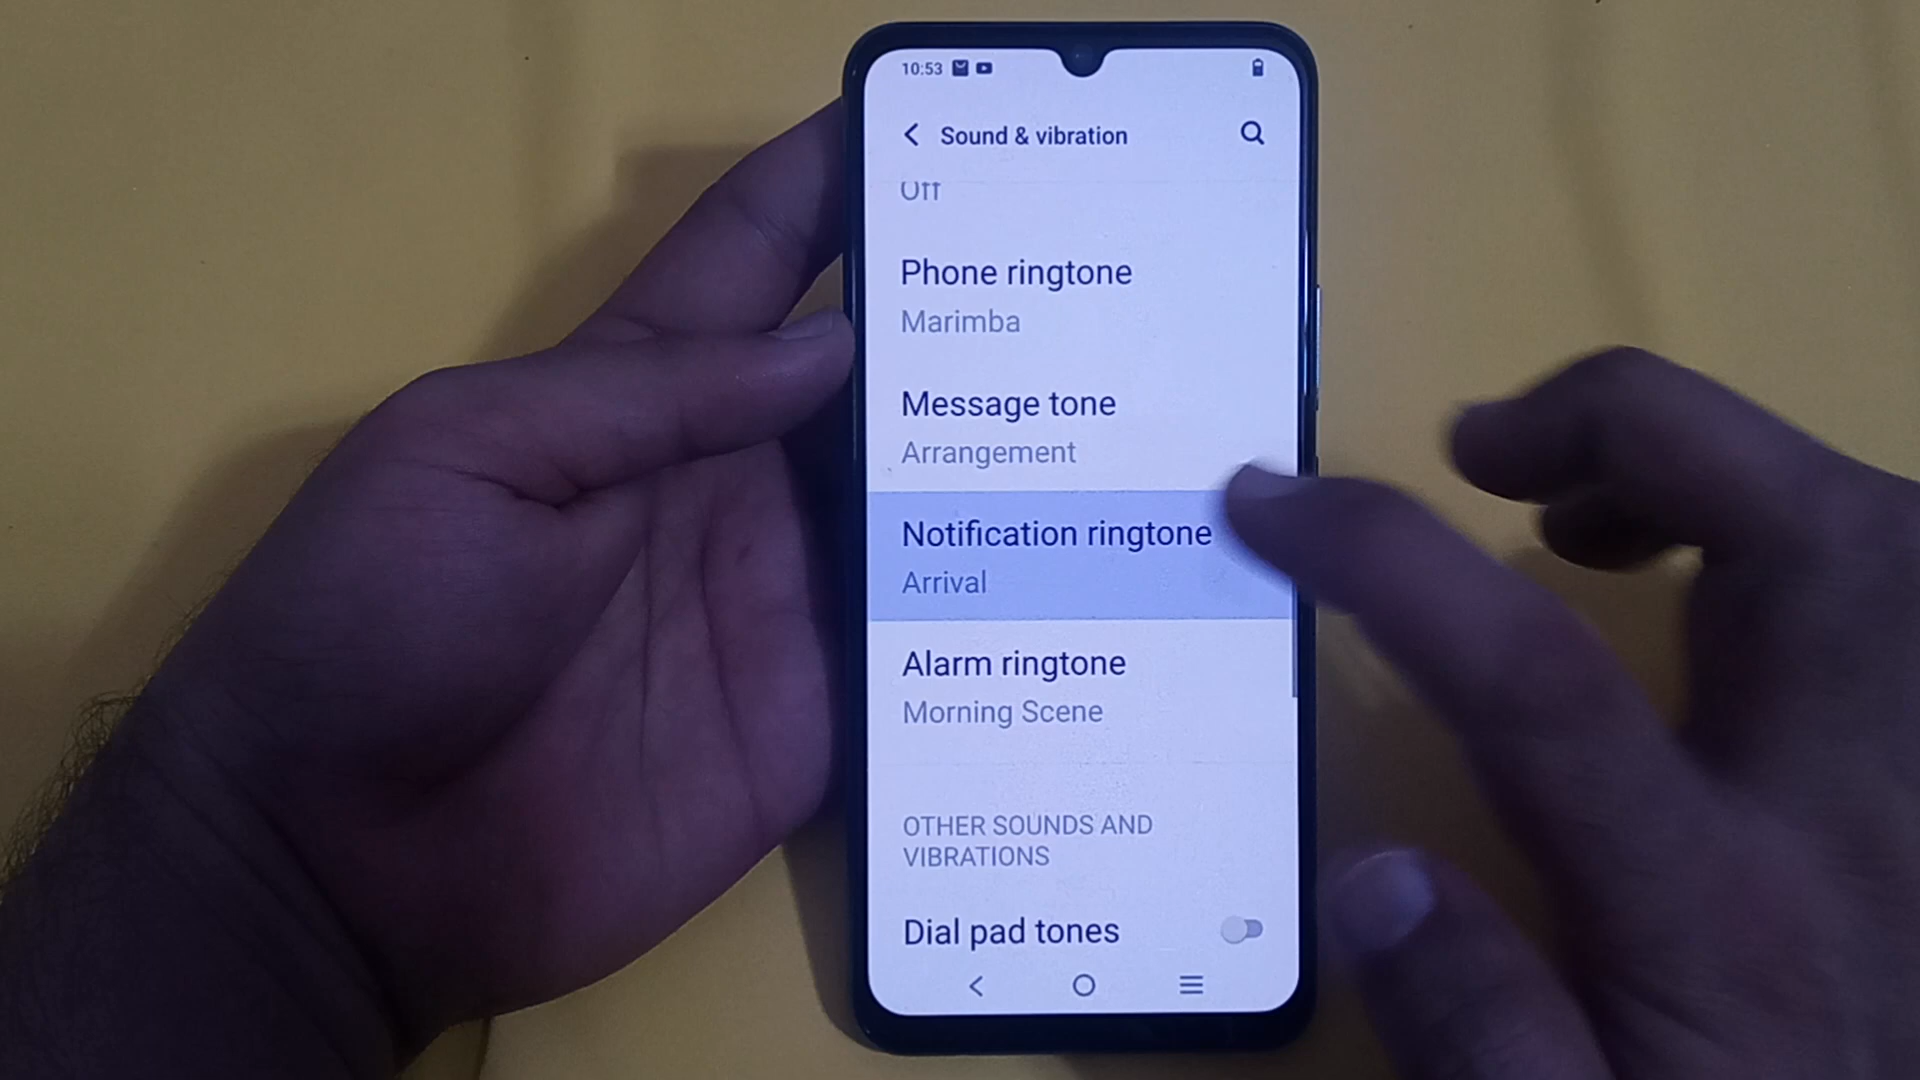 10:53
Sound & vibration
Off
Phone ringtone
Marimba
Message tone
Arrangement
Notification ringtone
Arrival
Alarm ringtone
Morning Scene
OTHER SOUNDS AND
VIBRATIONS
Dial pad tones